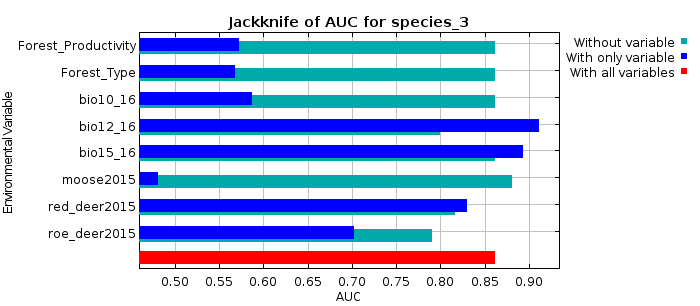 Jackknife of AUC for species_3
Environmental Variable
Forest_Productivity
Forest_Type
bio10_16
bio12_16
bio15_16
moose2015
red_deer2015
roe_deer2015
0.50 0.55 0.60 0.65 0.70 0.75 0.80 0.85 0.90
AUC
Without variable
With only variable
With all variables